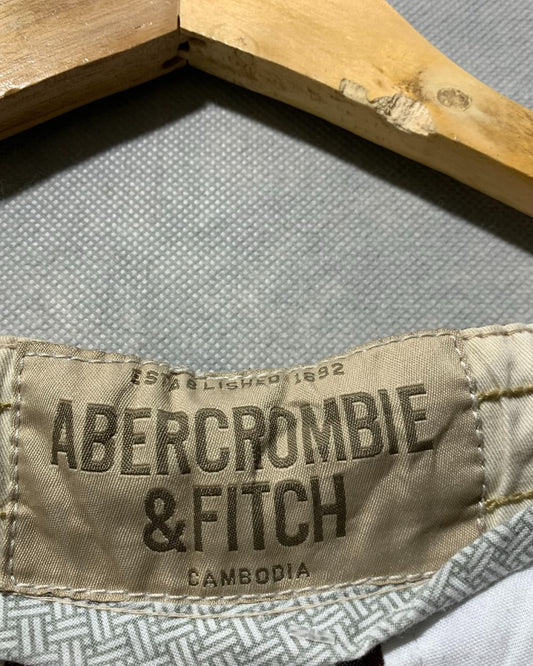 ESTABLISHED 1892
ABERCROMBIE
& FITCH
CAMBODIA